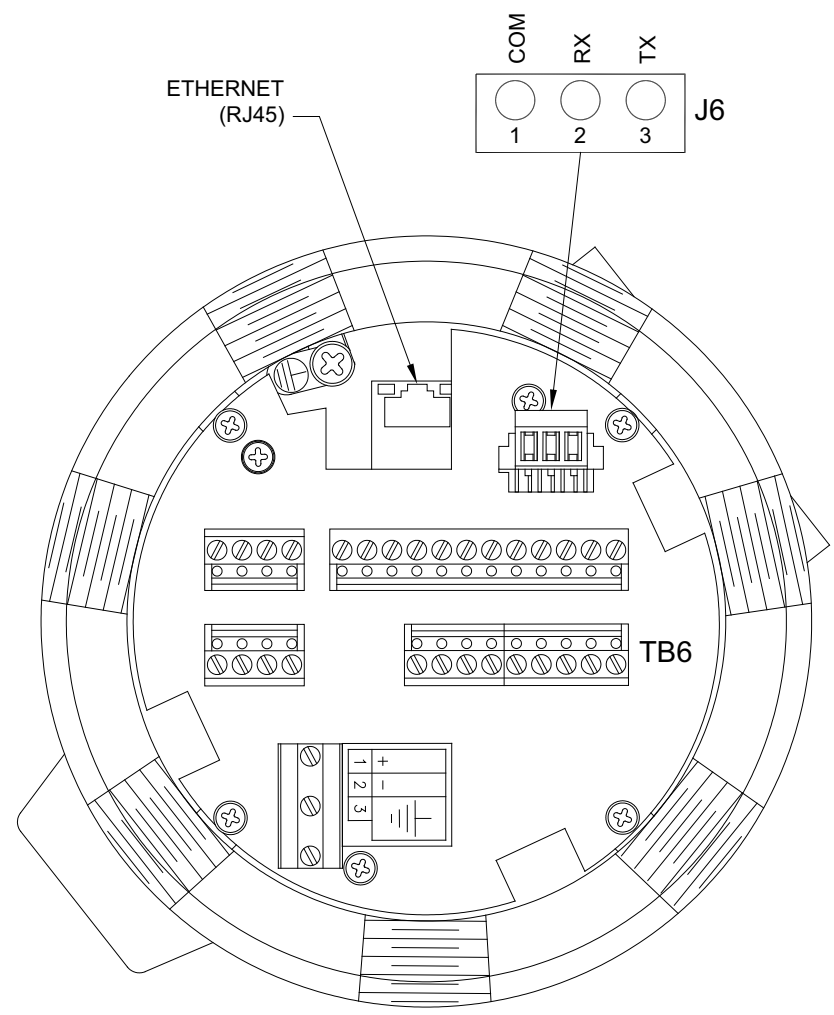 COM RX TX
1 2 3
J6
ETHERNET
(RJ45)
TB6
1 +
2 -
3